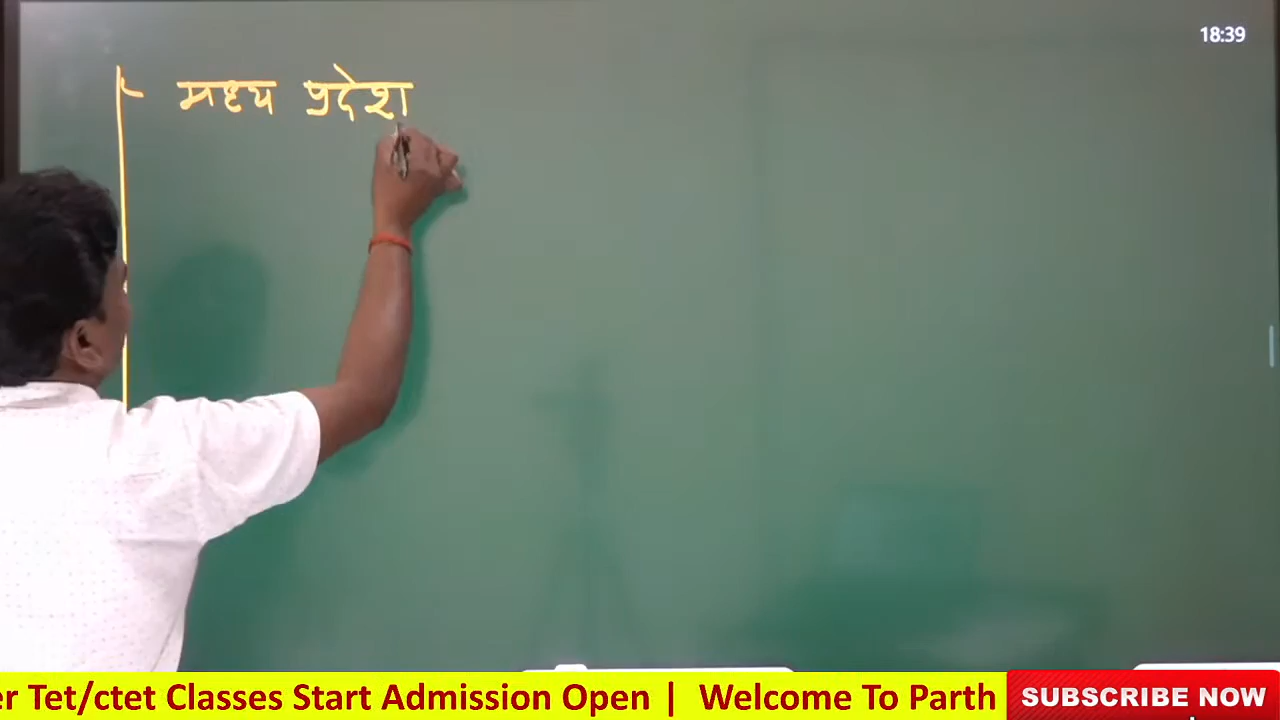 18:39
मध्य प्रदेश
er Tet/ctet Classes Start Admission Open | Welcome To Parth
SUBSCRIBE NOW